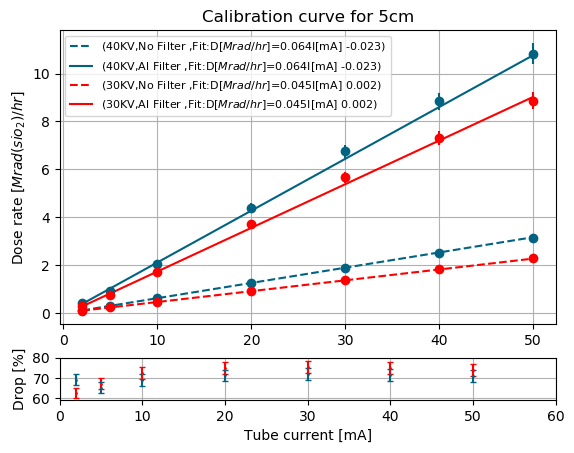 Calibration curve for 5cm
(40KV,No Filter ,Fit:D[Mrad/hr]=0.064I[mA] -0.023)
(40KV,Al Filter ,Fit:D[Mrad/hr]=0.064I[mA] -0.023)
(30KV,No Filter ,Fit:D[Mrad/hr]=0.045I[mA] 0.002)
(30KV,Al Filter ,Fit:D[Mrad/hr]=0.045I[mA] 0.002)
Dose rate [Mrad(sio₂)/hr]
10
8
6
4
2
0
0 10 20 30 40 50
Drop [%]
80
70
60
0 10 20 30 40 50 60
Tube current [mA]